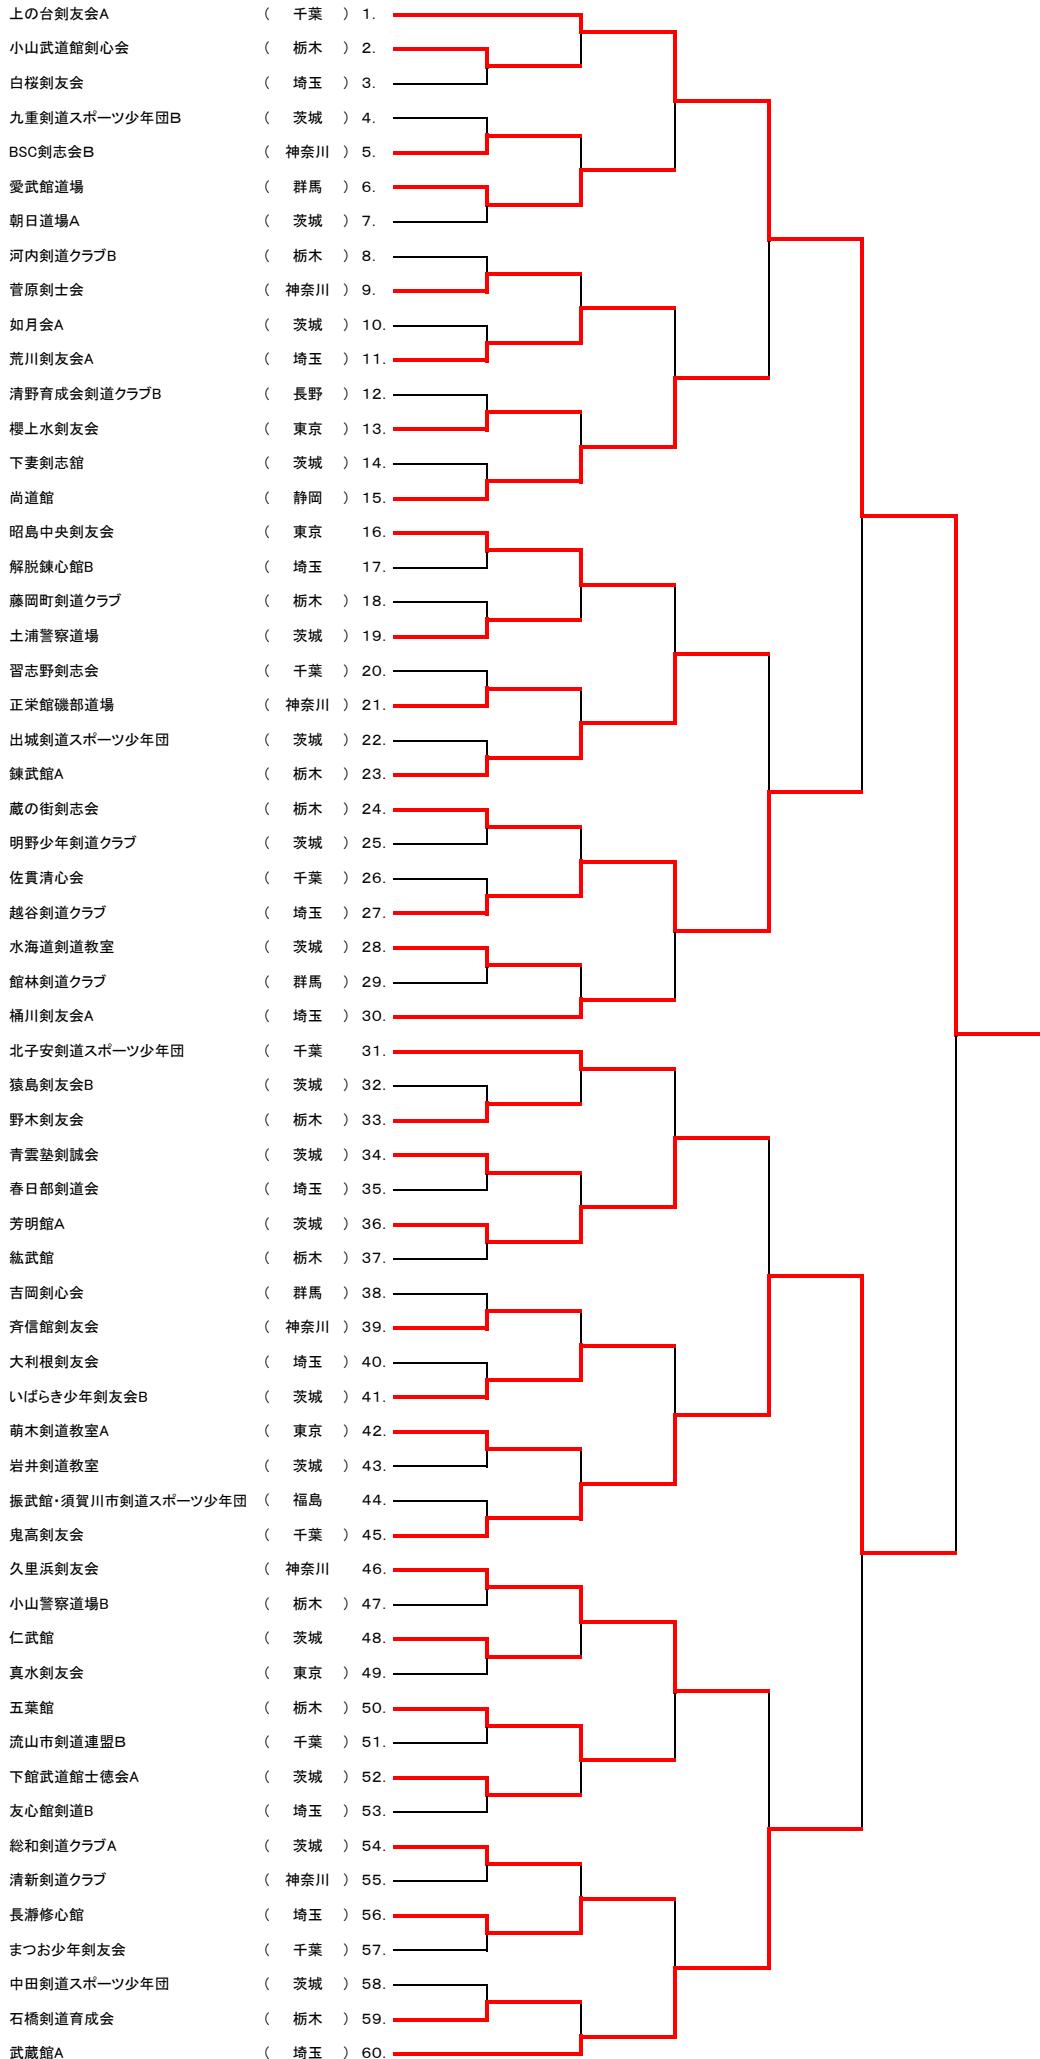 上の台剣友会A ( 千葉 ) 1.
小山武道館剣心会 ( 栃木 ) 2.
白桜剣友会 ( 埼玉 ) 3.
九重剣道スポーツ少年団B ( 茨城 ) 4.
BSC剣志会B ( 神奈川 ) 5.
愛武館道場 ( 群馬 ) 6.
朝日道場A ( 茨城 ) 7.
河内剣道クラブB ( 栃木 ) 8.
菅原剣士会 ( 神奈川 ) 9.
如月会A ( 茨城 ) 10.
荒川剣友会A ( 埼玉 ) 11.
清野育成会剣道クラブB ( 長野 ) 12.
櫻上水剣友会 ( 東京 ) 13.
下妻剣志舘 ( 茨城 ) 14.
尚道館 ( 静岡 ) 15.
昭島中央剣友会 ( 東京 16.
解脱錬心館B ( 埼玉 17.
藤岡町剣道クラブ ( 栃木 ) 18.
土浦警察道場 ( 茨城 ) 19.
習志野剣志会 ( 千葉 ) 20.
正栄館磯部道場 ( 神奈川 ) 21.
出城剣道スポーツ少年団 ( 茨城 ) 22.
錬武館A ( 栃木 ) 23.
蔵の街剣志会 ( 栃木 ) 24.
明野少年剣道クラブ ( 茨城 ) 25.
佐貫清心会 ( 千葉 ) 26.
越谷剣道クラブ ( 埼玉 ) 27.
水海道剣道教室 ( 茨城 ) 28.
館林剣道クラブ ( 群馬 ) 29.
桶川剣友会A ( 埼玉 ) 30.
北子安剣道スポーツ少年団 ( 千葉 31.
猿島剣友会B ( 茨城 ) 32.
野木剣友会 ( 栃木 ) 33.
青雲塾剣誠会 ( 茨城 ) 34.
春日部剣道会 ( 埼玉 ) 35.
芳明館A ( 茨城 ) 36.
紘武館 ( 栃木 ) 37.
吉岡剣心会 ( 群馬 ) 38.
斉信館剣友会 ( 神奈川 ) 39.
大利根剣友会 ( 埼玉 ) 40.
いばらき少年剣友会B ( 茨城 ) 41.
萌木剣道教室A ( 東京 ) 42.
岩井剣道教室 ( 茨城 ) 43.
振武館・須賀川市剣道スポーツ少年団 ( 福島 44.
鬼高剣友会 ( 千葉 ) 45.
久里浜剣友会 ( 神奈川 46.
小山警察道場B ( 栃木 ) 47.
仁武館 ( 茨城 48.
真水剣友会 ( 東京 ) 49.
五葉館 ( 栃木 ) 50.
流山市剣道連盟B ( 千葉 ) 51.
下館武道館士徳会A ( 茨城 ) 52.
友心館剣道B ( 埼玉 ) 53.
総和剣道クラブA ( 茨城 ) 54.
清新剣道クラブ ( 神奈川 ) 55.
長瀞修心館 ( 埼玉 ) 56.
まつお少年剣友会 ( 千葉 ) 57.
中田剣道スポーツ少年団 ( 茨城 ) 58.
石橋剣道育成会 ( 栃木 ) 59.
武蔵館A ( 埼玉 ) 60.